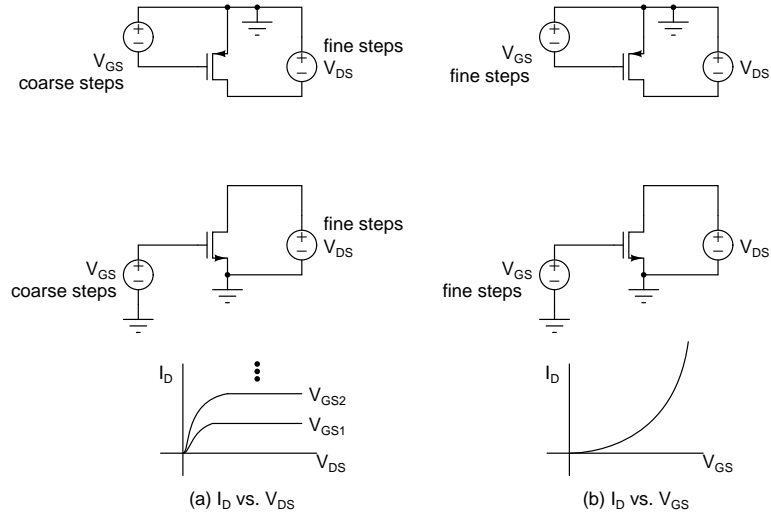 V_GS
coarse steps
fine steps
V_DS
V_GS
fine steps
V_DS
V_GS
coarse steps
fine steps
V_DS
V_GS
fine steps
V_DS
I_D
V_GS2
V_GS1
V_DS
(a) I_D vs. V_DS
I_D
V_GS
(b) I_D vs. V_GS